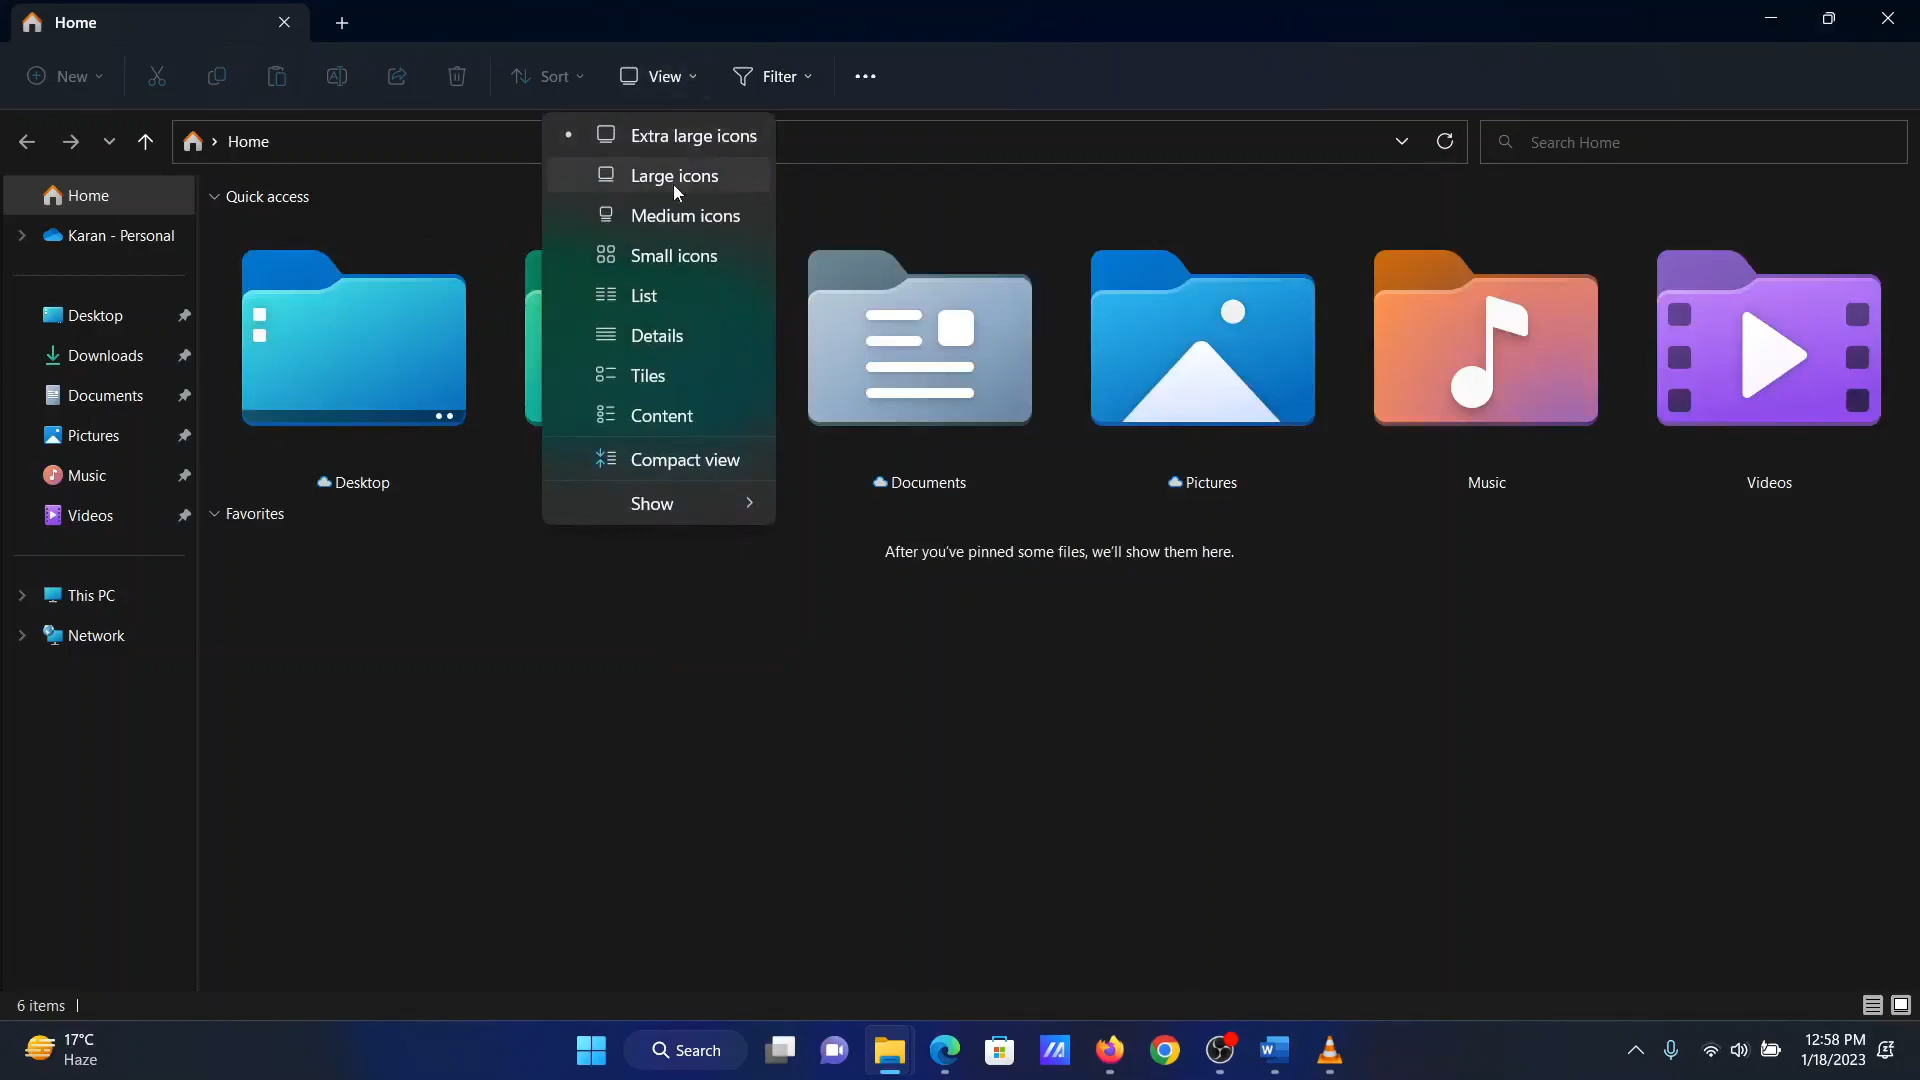 Home
New
Sort
View
Filter
Home
Search Home
Extra large icons
Large icons
Medium icons
Small icons
List
Details
Tiles
Content
Compact view
Show
Home
Karan - Personal
Desktop
Downloads
Documents
Pictures
Music
Videos
This PC
Network
Quick access
Desktop
Documents
Pictures
Music
Videos
Favorites
After you've pinned some files, we'll show them here.
6 items
17°C
Haze
Search
12:58 PM
1/18/2023